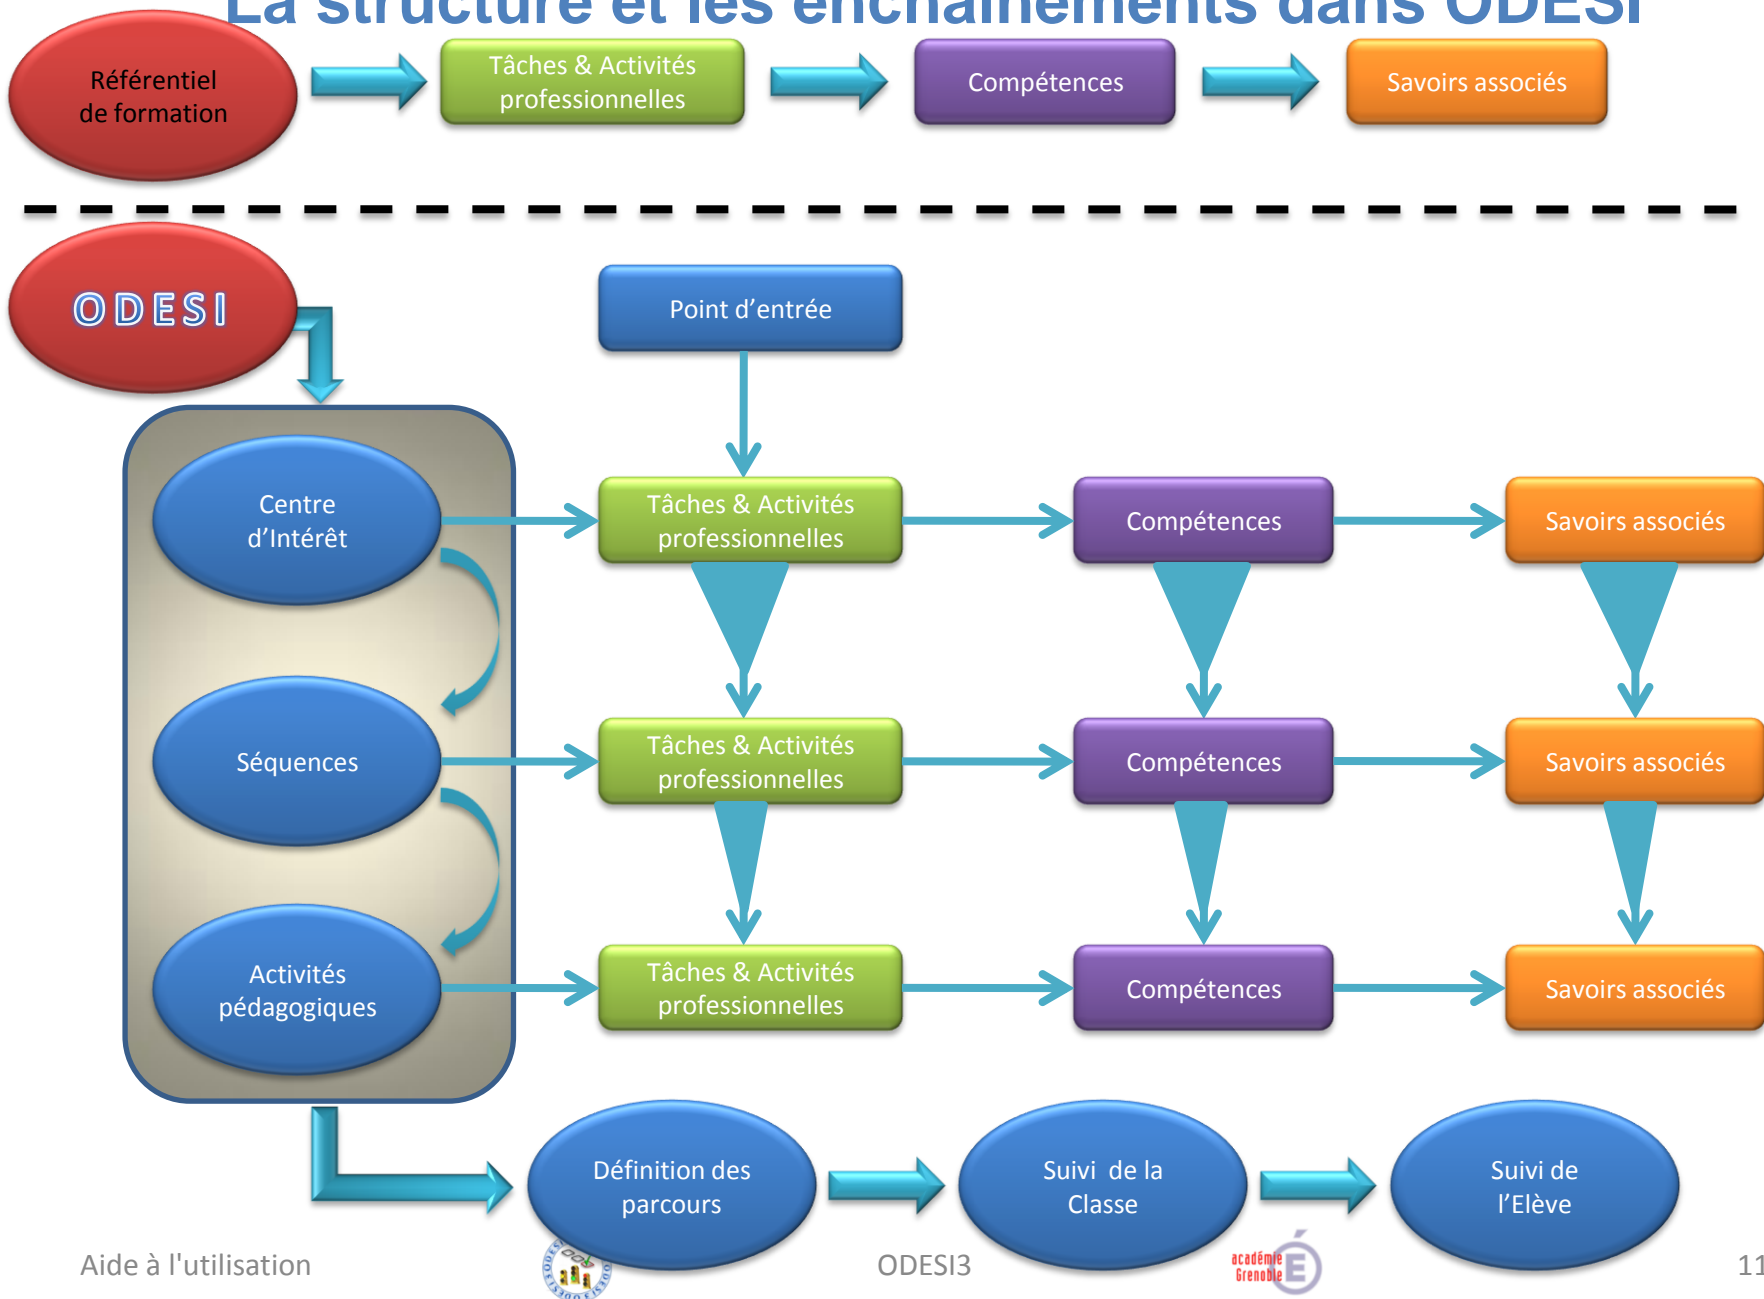 La structure et les enchaînements dans ODESI
Référentiel
de formation
Tâches & Activités
professionnelles
Compétences
Savoirs associés
ODESI
Point d'entrée
Centre
d'Intérêt
Tâches & Activités
professionnelles
Compétences
Savoirs associés
Séquences
Tâches & Activités
professionnelles
Compétences
Savoirs associés
Activités
pédagogiques
Tâches & Activités
professionnelles
Compétences
Savoirs associés
Définition des
parcours
Suivi de la
Classe
Suivi de
l'Elève
Aide à l'utilisation
ODESI3
académie
Grenoble
É
11